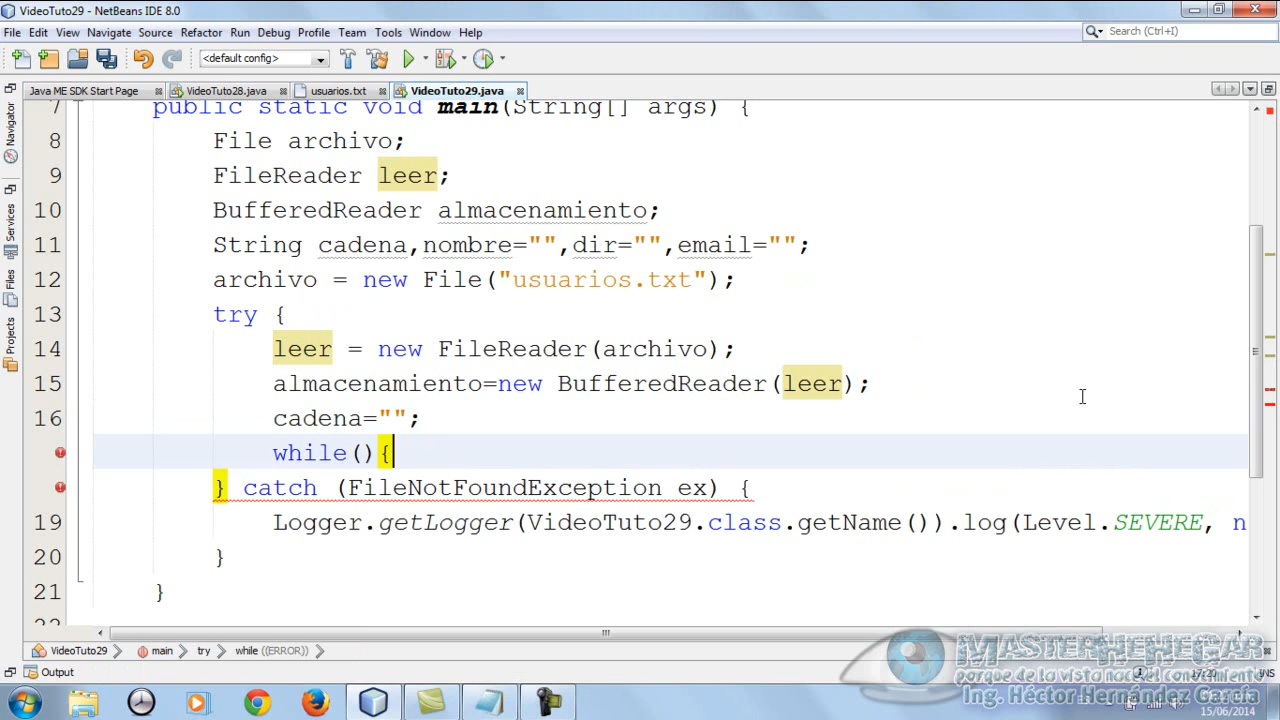 VideoTuto29 - NetBeans IDE 8.0
File Edit View Navigate Source Refactor Run Debug Profile Team Tools Window Help
Search (Ctrl+I)
<default config>
Java ME SDK Start Page VideoTuto28.java usuarios.txt VideoTuto29.java
Navigator
Services
Files
Projects
7 public static void main(String[] args) {
8 File archivo;
9 FileReader leer;
10 BufferedReader almacenamiento;
11 String cadena,nombre="",dir="",email="";
12 archivo = new File("usuarios.txt");
13 try {
14 leer = new FileReader(archivo);
15 almacenamiento=new BufferedReader(leer);
16 cadena="";
while(){
} catch (FileNotFoundException ex) {
19 Logger.getLogger(VideoTuto29.class.getName()).log(Level.SEVERE, n
20 }
21 }
VideoTuto29 main try while ((ERROR))
Output
MASTERHEHEGAR
porque de la vista nace el conocimiento
Ing. Héctor Hernández García
15/06/2014